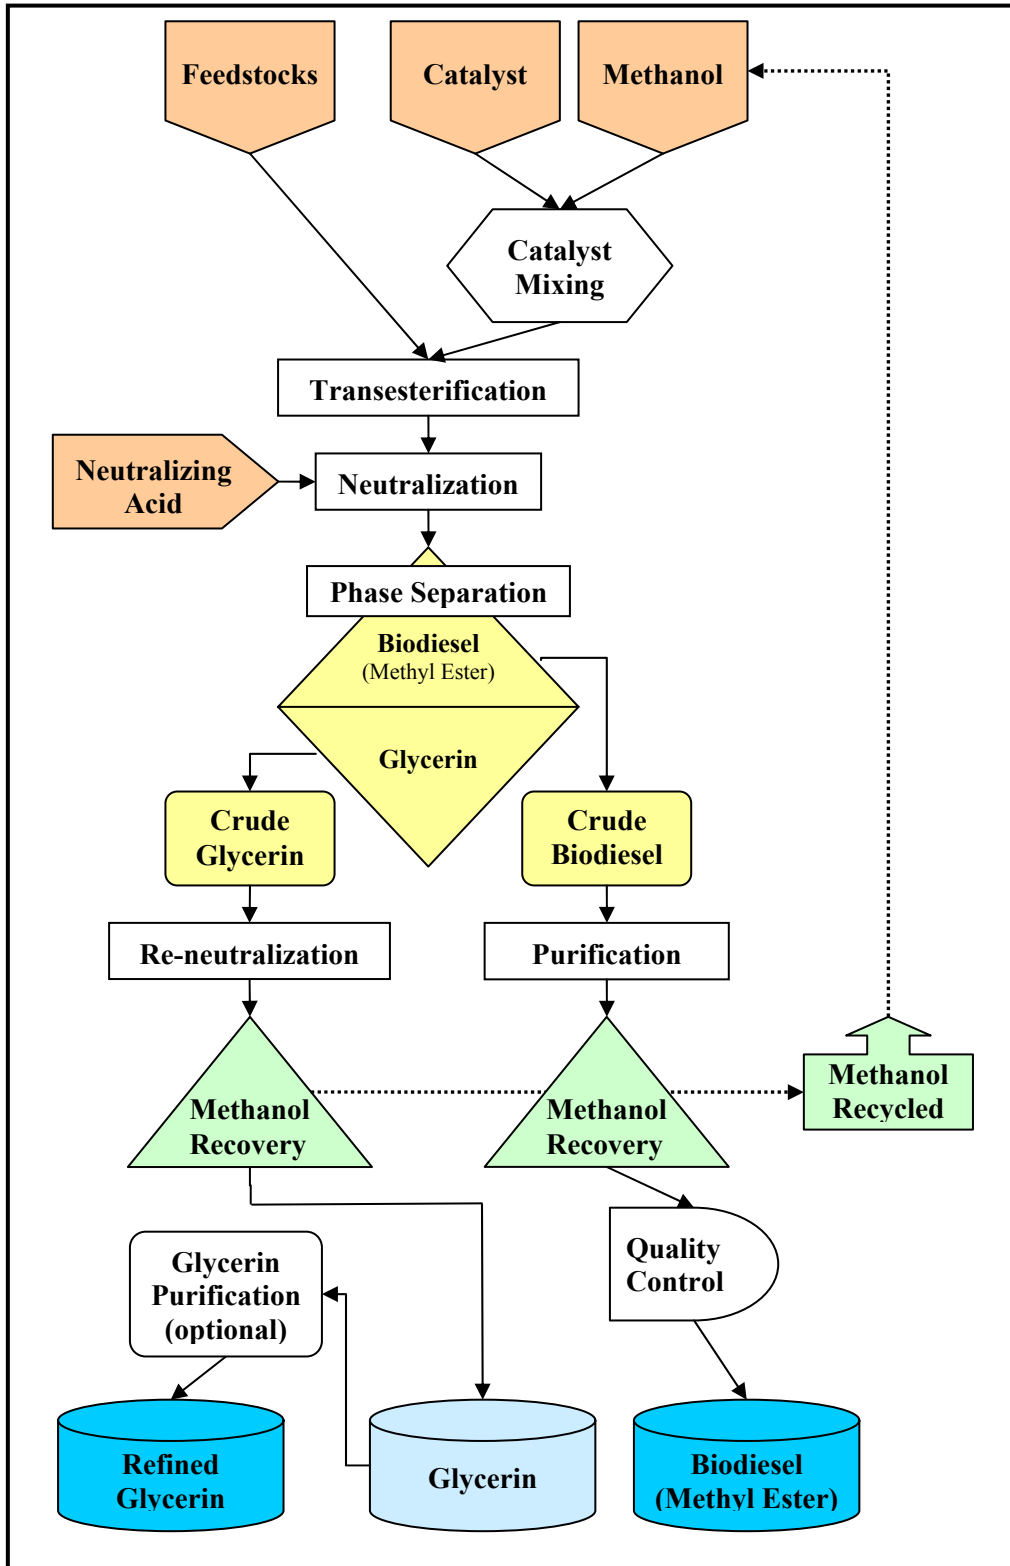 Feedstocks
Catalyst
Methanol
Catalyst
Mixing
Transesterification
Neutralizing
Acid
Neutralization
Phase Separation
Biodiesel
(Methyl Ester)
Glycerin
Crude
Glycerin
Crude
Biodiesel
Re-neutralization
Purification
Methanol
Recovery
Methanol
Recovery
Methanol
Recycled
Glycerin
Purification
(optional)
Quality
Control
Refined
Glycerin
Glycerin
Biodiesel
(Methyl Ester)